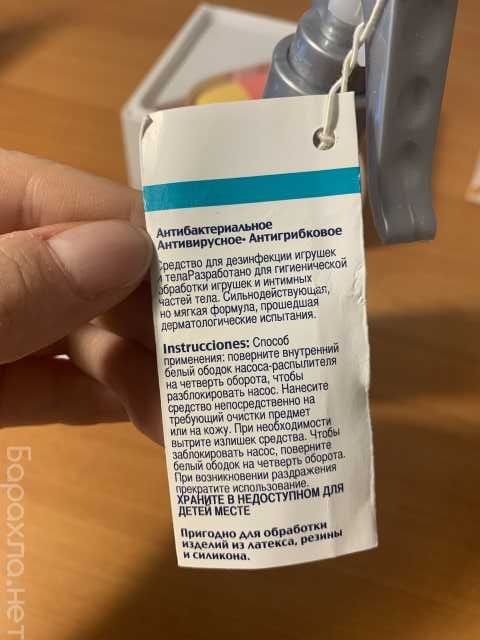 Антибактериальное
Антивирусное• Антигрибковое
Средство для дезинфекции игрушек
и телаРазработано для гигиенической
обработки игрушек и интимных
частей тела. Сильнодействующая,
но мягкая формула, прошедшая
дерматологические испытания.
Instrucciones: Способ
применения: поверните внутренний
белый ободок насоса-распылителя
на четверть оборота, чтобы
разблокировать насос. Нанесите
средство непосредственно на
требующий очистки предмет
или на кожу. При необходимости
вытрите излишек средства. Чтобы
заблокировать насос, поверните
белый ободок на четверть оборота.
При возникновении раздражения
прекратите использование.
ХРАНИТЕ В НЕДОСТУПНОМ ДЛЯ
ДЕТЕЙ МЕСТЕ
Пригодно для обработки
изделий из латекса, резины
и силикона.
Барахла.нет